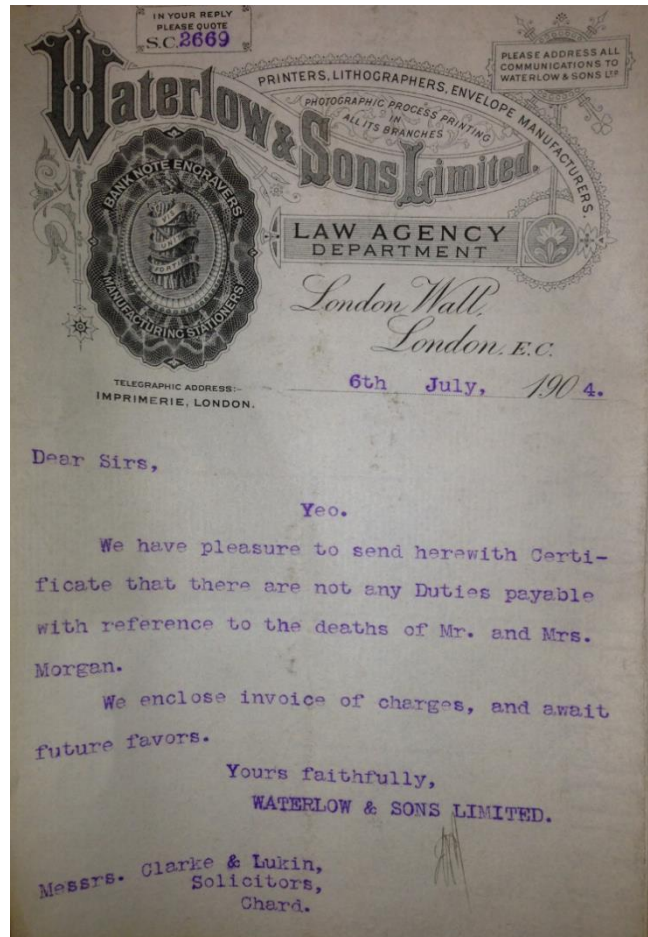 IN YOUR REPLY
PLEASE QUOTE
S.C.2669
PLEASE ADDRESS ALL
COMMUNICATIONS TO
WATERLOW & SONS LTD
Waterlow & Sons Limited.
PRINTERS, LITHOGRAPHERS, ENVELOPE MANUFACTURERS.
PHOTOGRAPHIC PROCESS PRINTING
IN
ALL ITS BRANCHES
BANK NOTE ENGRAVERS
VIS
UNITA
FORTIOR
MANUFACTURING STATIONERS
LAW AGENCY
DEPARTMENT
London Wall,
London. E.C.
TELEGRAPHIC ADDRESS:-
IMPRIMERIE, LONDON.
6th July, 1904.
Dear Sirs,
Yeo.
We have pleasure to send herewith Certi-
ficate that there are not any Duties payable
with reference to the deaths of Mr. and Mrs.
Morgan.
We enclose invoice of charges, and await
future favors.
Yours faithfully,
WATERLOW & SONS LIMITED.
Messrs. Clarke & Lukin,
Solicitors,
Chard.